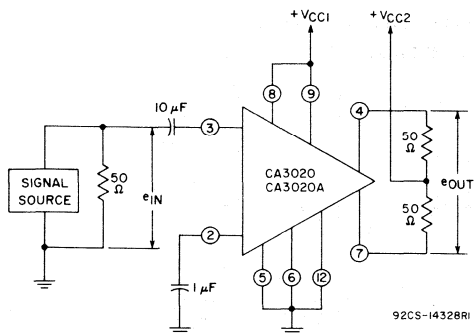 +VCC1
+VCC2
8
9
4
10 µF
3
50
Ω
SIGNAL
SOURCE
50
Ω
eIN
CA3020
CA3020A
eOUT
50
Ω
2
7
1 µF
5
6
12
92CS-14328R1